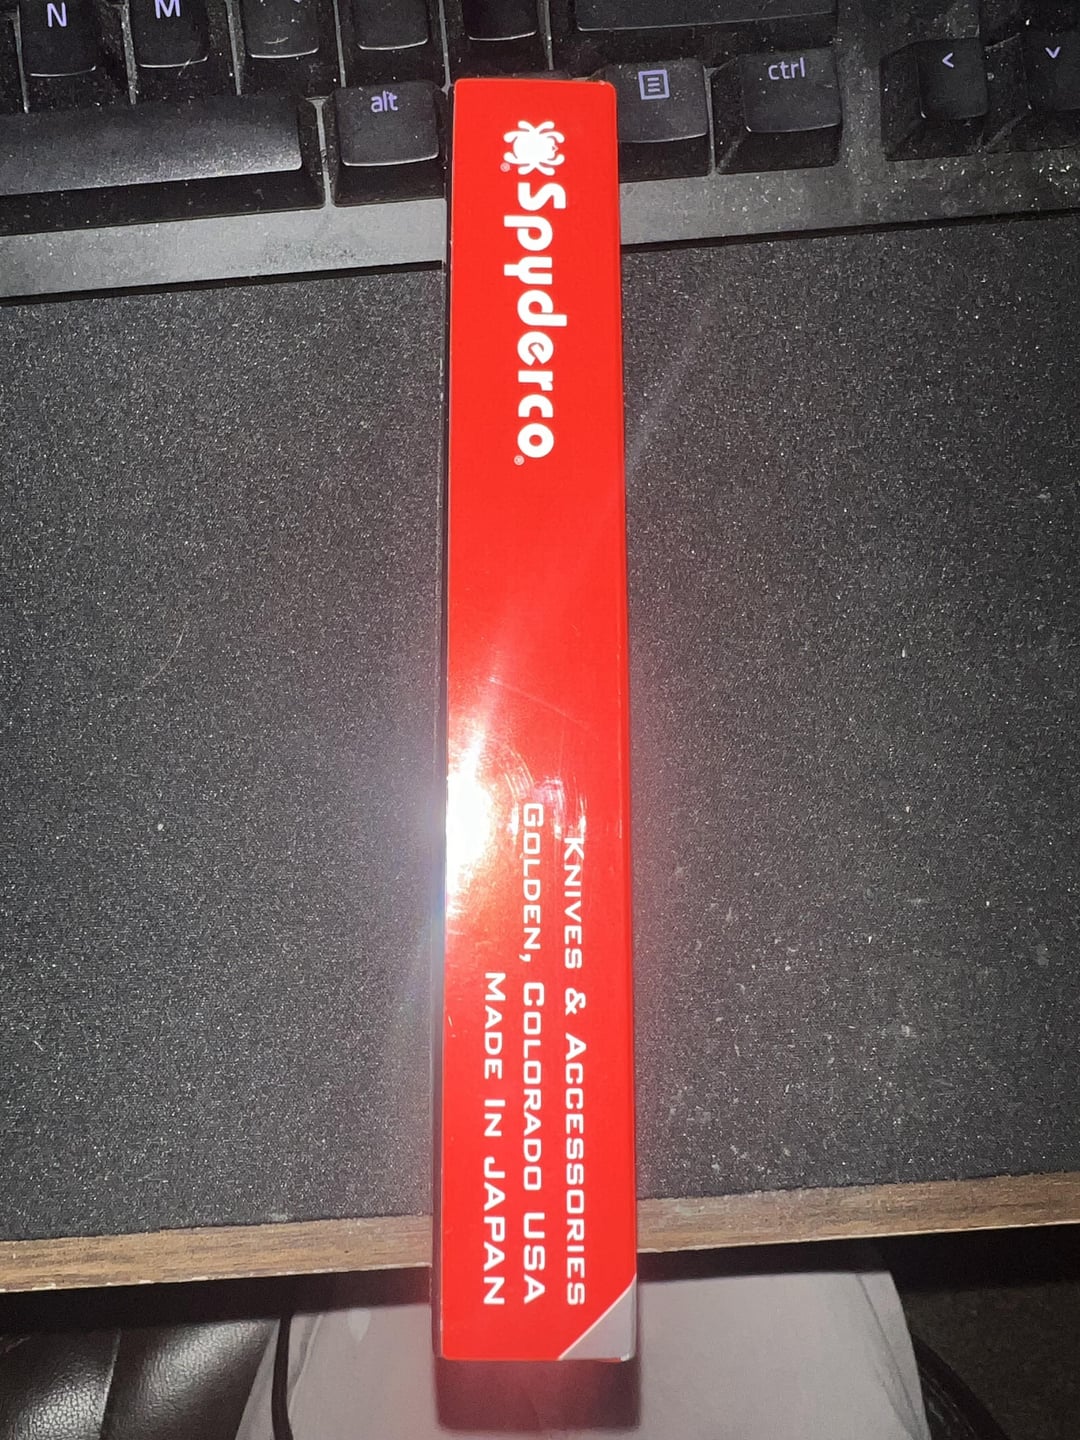 N
M
alt
ctrl
<
Spyderco®
Knives & Accessories
Golden, Colorado USA
Made In Japan